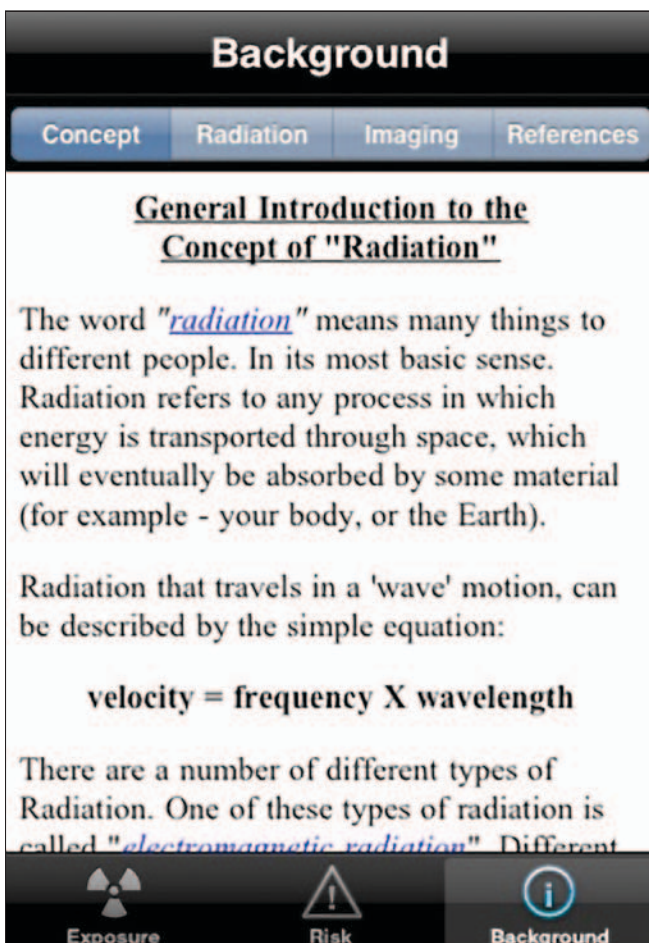 Background
Concept Radiation Imaging References
General Introduction to the
Concept of "Radiation"
The word "radiation" means many things to
different people. In its most basic sense.
Radiation refers to any process in which
energy is transported through space, which
will eventually be absorbed by some material
(for example - your body, or the Earth).
Radiation that travels in a 'wave' motion, can
be described by the simple equation:
velocity = frequency X wavelength
There are a number of different types of
Radiation. One of these types of radiation is
called "electromagnetic radiation". Different
Exposure Risk Background